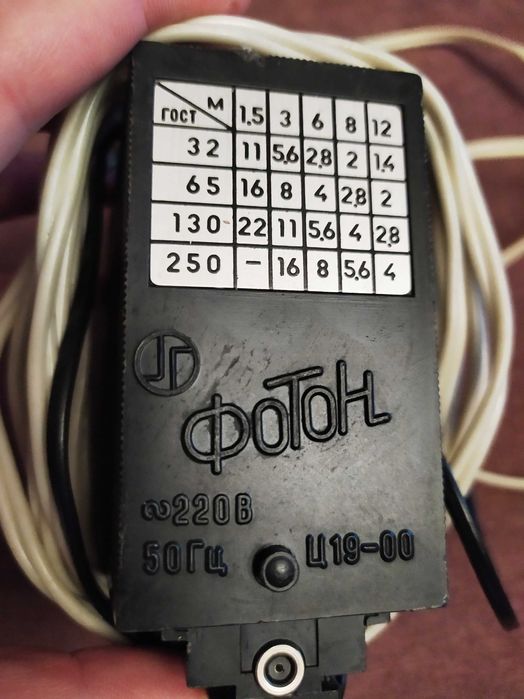 ГОСТ М 1,5 3 6 8 12
32 11 5,6 2,8 2 1,4
65 16 8 4 2,8 2
130 22 11 5,6 4 2,8
250 – 16 8 5,6 4
ФОТОН
∾220В
50Гц Ц19-00